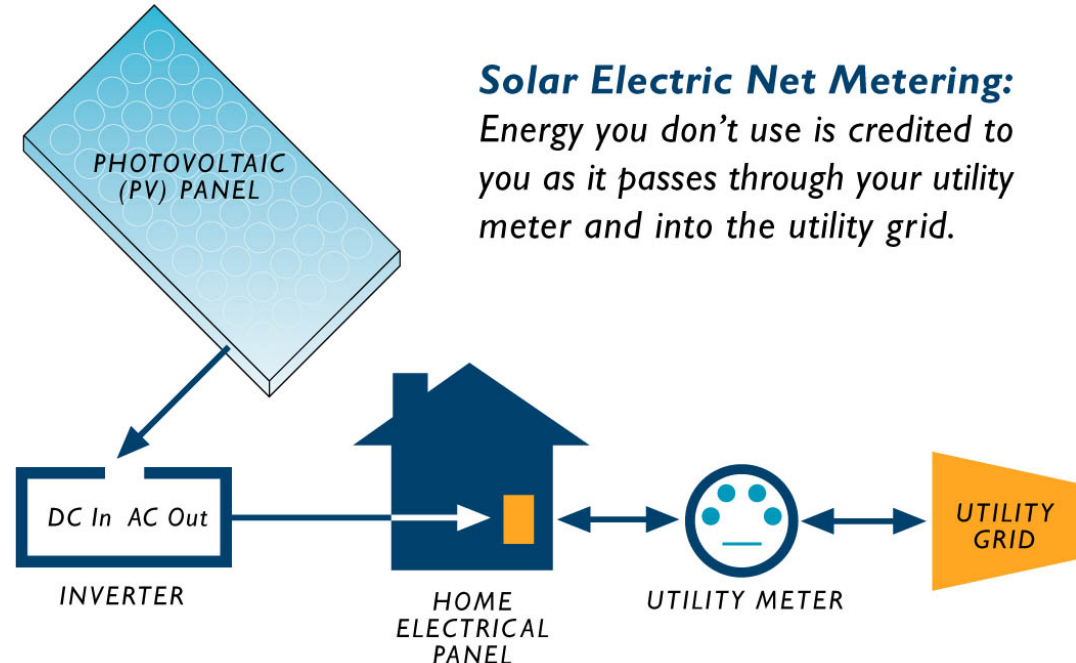 Solar Electric Net Metering:
Energy you don't use is credited to
you as it passes through your utility
meter and into the utility grid.
PHOTOVOLTAIC
(PV) PANEL
DC In AC Out
INVERTER
HOME
ELECTRICAL
PANEL
UTILITY METER
UTILITY
GRID